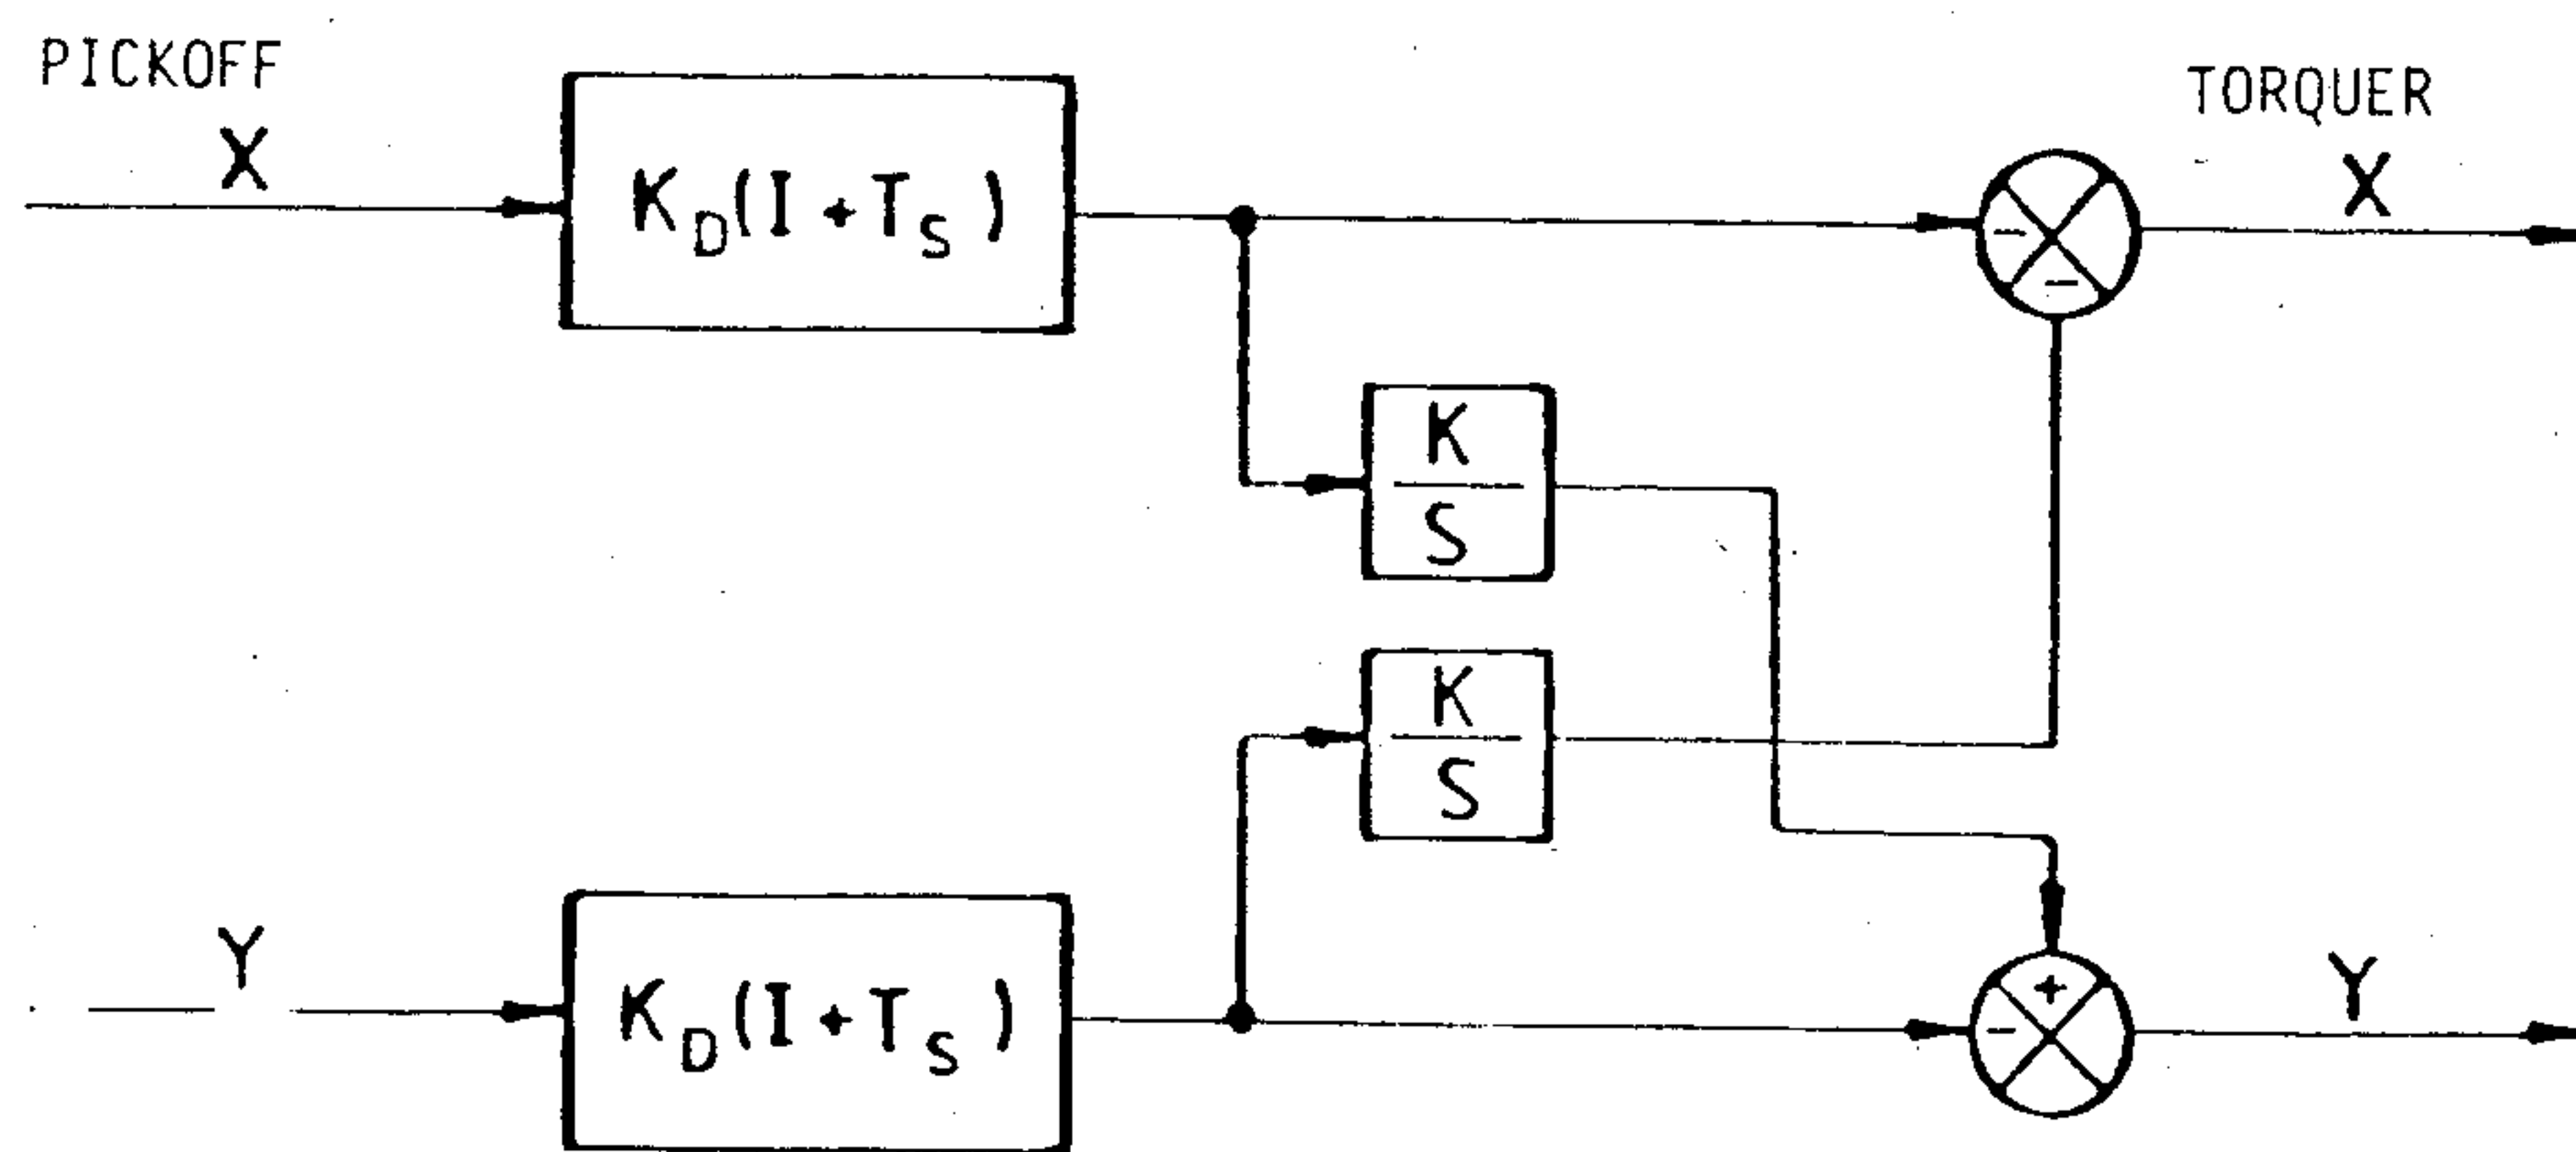 PICKOFF
X
K_D(I + T_S)
TORQUER
X
-
-
K
S
K
S
Y
K_D(I + T_S)
+
-
Y